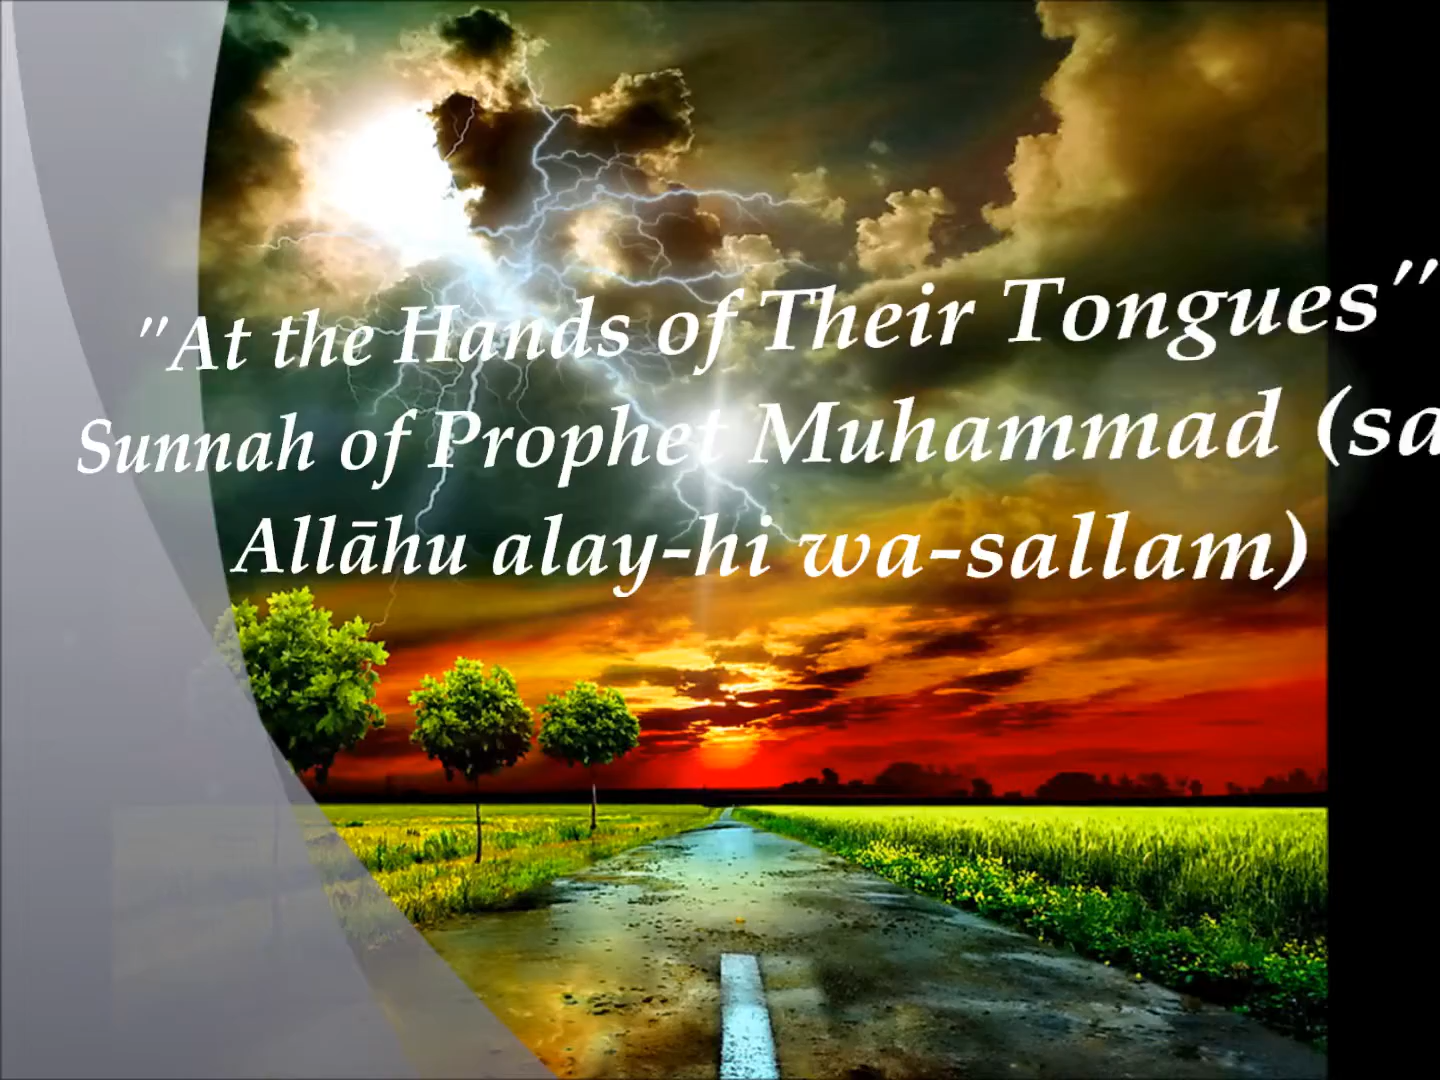 "At the Hands of Their Tongues"
Sunnah of Prophet Muhammad (sa
Allāhu alay-hi wa-sallam)